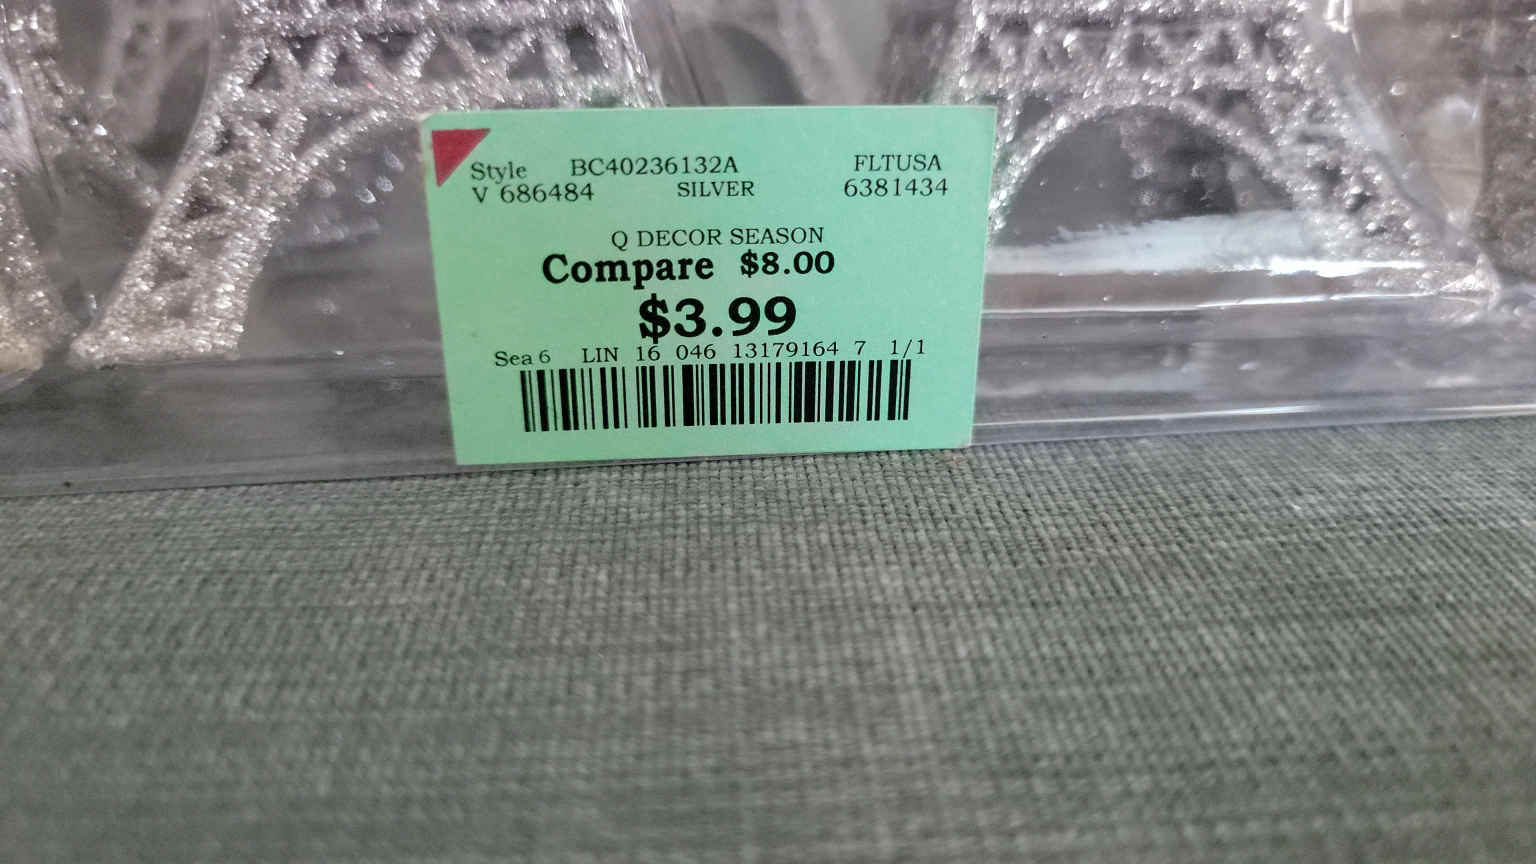 Style BC40236132A FLTUSA
V 686484 SILVER 6381434
Q DECOR SEASON
Compare $8.00
$3.99
Sea 6 LIN 16 046 13179164 7 1/1